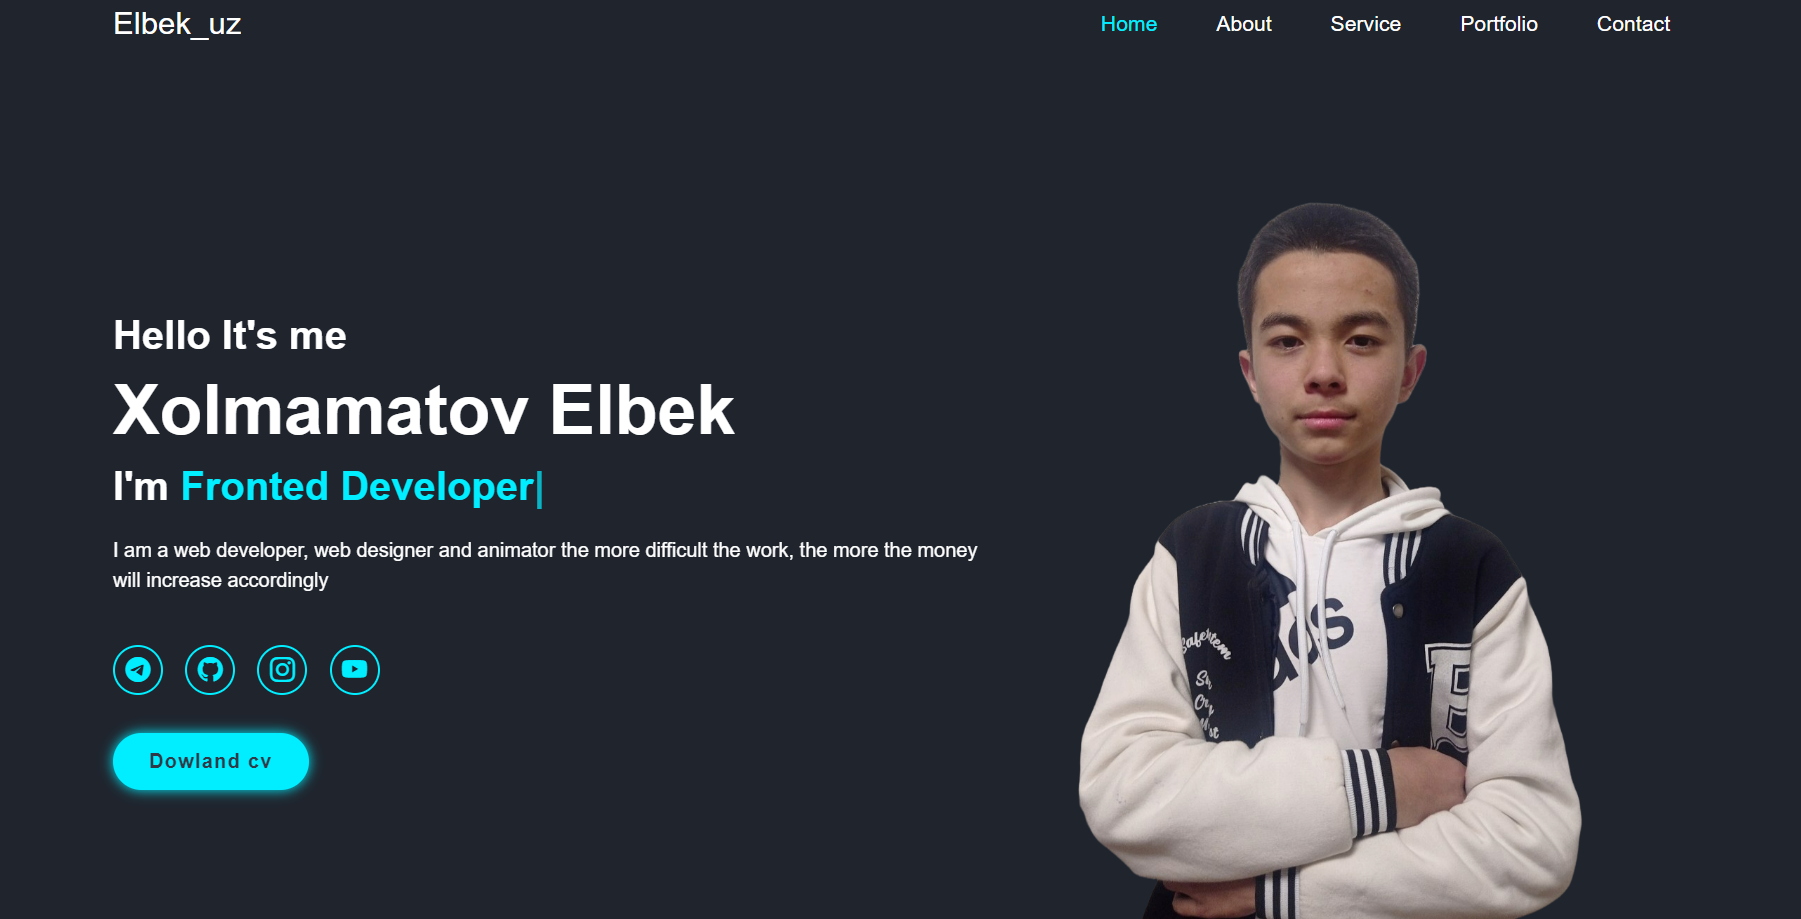 Elbek_uz
Home About Service Portfolio Contact
Hello It's me
Xolmamatov Elbek
I'm Fronted Developer|
I am a web developer, web designer and animator the more difficult the work, the more the money
will increase accordingly
Dowland cv